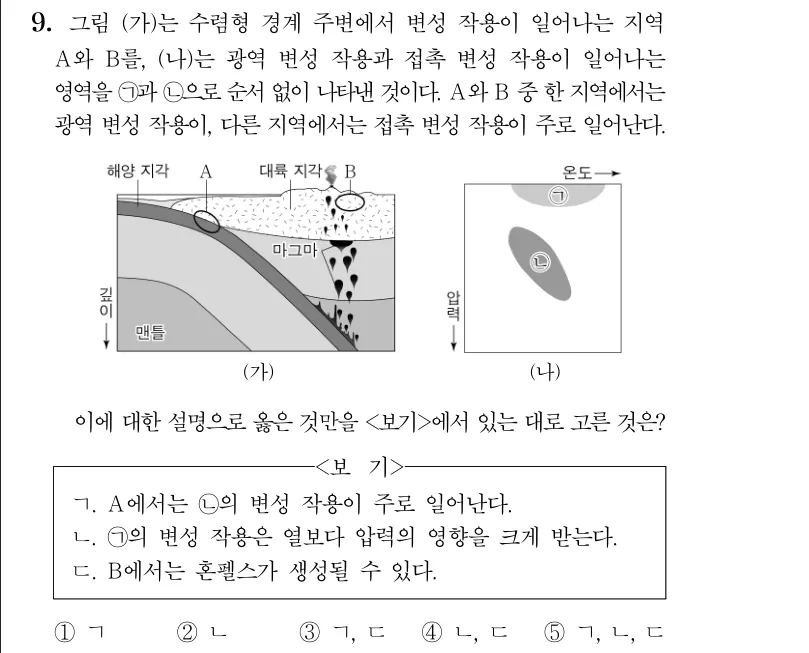 9. 그림 (가)는 수렴형 경계 주변에서 변성 작용이 일어나는 지역
A와 B를, (나)는 광역 변성 작용과 접촉 변성 작용이 일어나는
영역을 ㉠과 ㉡으로 순서 없이 나타낸 것이다. A와 B 중 한 지역에서는
광역 변성 작용이, 다른 지역에서는 접촉 변성 작용이 주로 일어난다.
해양 지각 A 대륙 지각 B
마그마
깊이
맨틀
(가)
온도
㉠
㉡
압력
(나)
이에 대한 설명으로 옳은 것만을 <보기>에서 있는 대로 고른 것은?
<보 기>
ㄱ. A에서는 ㉡의 변성 작용이 주로 일어난다.
ㄴ. ㉠의 변성 작용은 열보다 압력의 영향을 크게 받는다.
ㄷ. B에서는 혼펠스가 생성될 수 있다.
① ㄱ ② ㄴ ③ ㄱ, ㄷ ④ ㄴ, ㄷ ⑤ ㄱ, ㄴ, ㄷ